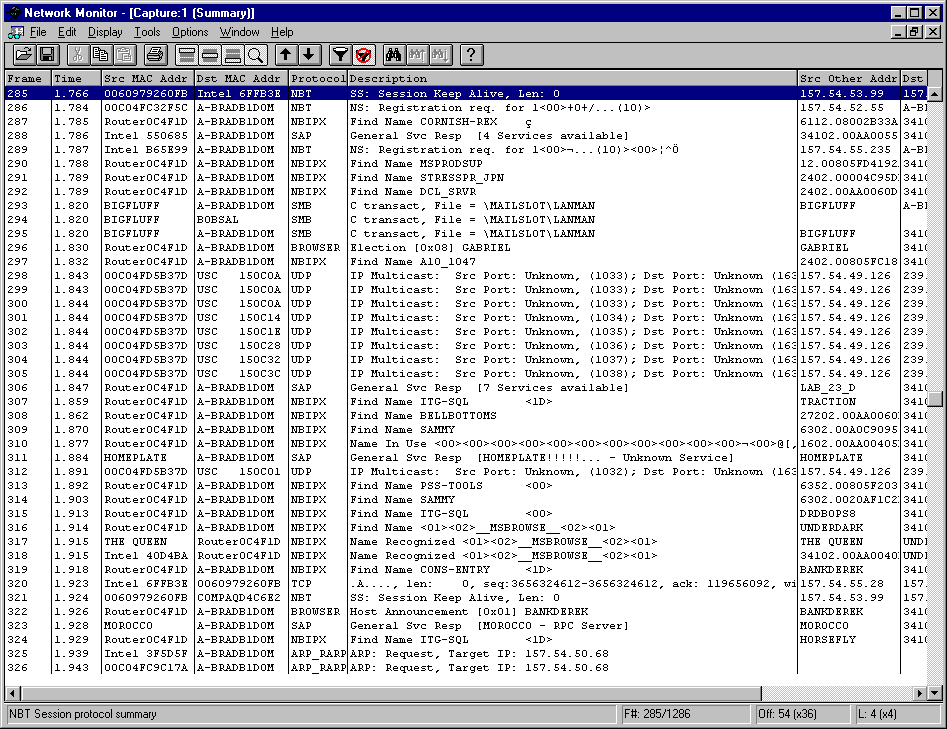 Network Monitor - [Capture:1 (Summary)]
File Edit Display Tools Options Window Help
Frame Time Src MAC Addr Dst MAC Addr Protocol Description Src Other Addr Dst
285 1.766 0060979260FB Intel 6FFB3E NBT SS: Session Keep Alive, Len: 0 157.54.53.99 157.
286 1.784 00C04FC32F5C A-BRADB1DOM NBT NS: Registration req. for 1<00>+0+/...(10)> 157.54.52.55 A-B
287 1.785 Router0C4F1D A-BRADB1DOM NBIPX Find Name CORNISH-REX ç 6112.08002B33A 3410
288 1.786 Intel 550685 A-BRADB1DOM SAP General Svc Resp [4 Services available] 34102.00AA0055 3410
289 1.787 Intel B65E99 A-BRADB1DOM NBT NS: Registration req. for 1<00>¬...(10)><00>¦^Ö 157.54.55.235 A-B
290 1.788 Router0C4F1D A-BRADB1DOM NBIPX Find Name MSPRODSUP 12.00805FD4192 3410
291 1.789 Router0C4F1D A-BRADB1DOM NBIPX Find Name STRESSPR_JPN 2402.00004C95D 3410
292 1.789 Router0C4F1D A-BRADB1DOM NBIPX Find Name DCL_SRVR 2402.00AA0060D 3410
293 1.820 BIGFLUFF A-BRADB1DOM SMB C transact, File = \MAILSLOT\LANMAN BIGFLUFF A-B
294 1.820 BIGFLUFF BOBSAL SMB C transact, File = \MAILSLOT\LANMAN
295 1.820 BIGFLUFF A-BRADB1DOM SMB C transact, File = \MAILSLOT\LANMAN BIGFLUFF 3410
296 1.830 Router0C4F1D A-BRADB1DOM BROWSER Election [0x08] GABRIEL GABRIEL 3410
297 1.832 Router0C4F1D A-BRADB1DOM NBIPX Find Name A10_1047 2402.00805FC18 3410
298 1.843 00C04FD5B37D USC 150C0A UDP IP Multicast: Src Port: Unknown, (1033); Dst Port: Unknown (163 157.54.49.126 239.
299 1.843 00C04FD5B37D USC 150C0A UDP IP Multicast: Src Port: Unknown, (1033); Dst Port: Unknown (163 157.54.49.126 239.
300 1.844 00C04FD5B37D USC 150C0A UDP IP Multicast: Src Port: Unknown, (1033); Dst Port: Unknown (163 157.54.49.126 239.
301 1.844 00C04FD5B37D USC 150C14 UDP IP Multicast: Src Port: Unknown, (1034); Dst Port: Unknown (163 157.54.49.126 239.
302 1.844 00C04FD5B37D USC 150C1E UDP IP Multicast: Src Port: Unknown, (1035); Dst Port: Unknown (163 157.54.49.126 239.
303 1.844 00C04FD5B37D USC 150C28 UDP IP Multicast: Src Port: Unknown, (1036); Dst Port: Unknown (163 157.54.49.126 239.
304 1.844 00C04FD5B37D USC 150C32 UDP IP Multicast: Src Port: Unknown, (1037); Dst Port: Unknown (163 157.54.49.126 239.
305 1.844 00C04FD5B37D USC 150C3C UDP IP Multicast: Src Port: Unknown, (1038); Dst Port: Unknown (163 157.54.49.126 239.
306 1.847 Router0C4F1D A-BRADB1DOM SAP General Svc Resp [7 Services available] LAB_23_D 3410
307 1.859 Router0C4F1D A-BRADB1DOM NBIPX Find Name ITG-SQL <1D> TRACTION 3410
308 1.862 Router0C4F1D A-BRADB1DOM NBIPX Find Name BELLBOTTOMS 27202.00AA0060 3410
309 1.870 Router0C4F1D A-BRADB1DOM NBIPX Find Name SAMMY 6302.00A0C9095 3410
310 1.877 Router0C4F1D A-BRADB1DOM NBIPX Name In Use <00><00><00><00><00><00><00><00><00><00><00>¬<00>@[, 1602.00AA00405 3410
311 1.884 HOMEPLATE A-BRADB1DOM SAP General Svc Resp [HOMEPLATE!!!!!... - Unknown Service] HOMEPLATE 3410
312 1.891 00C04FD5B37D USC 150C01 UDP IP Multicast: Src Port: Unknown, (1032); Dst Port: Unknown (163 157.54.49.126 239.
313 1.892 Router0C4F1D A-BRADB1DOM NBIPX Find Name PSS-TOOLS <00> 6352.00805F203 3410
314 1.903 Router0C4F1D A-BRADB1DOM NBIPX Find Name SAMMY 6302.0020AF1C2 3410
315 1.913 Router0C4F1D A-BRADB1DOM NBIPX Find Name ITG-SQL <00> DRDBOPS8 3410
316 1.914 Router0C4F1D A-BRADB1DOM NBIPX Find Name <01><02>__MSBROWSE__<02><01> UNDERDARK 3410
317 1.915 THE QUEEN Router0C4F1D NBIPX Name Recognized <01><02>__MSBROWSE__<02><01> THE QUEEN UND
318 1.915 Intel 40D4BA Router0C4F1D NBIPX Name Recognized <01><02>__MSBROWSE__<02><01> 34102.00AA0040 UND
319 1.918 Router0C4F1D A-BRADB1DOM NBIPX Find Name CONS-ENTRY <1D> BANKDEREK 3410
320 1.923 Intel 6FFB3E 0060979260FB TCP .A...., len: 0, seq:3656324612-3656324612, ack: 119656092, wi 157.54.55.28 157.
321 1.924 0060979260FB COMPAQD4C6E2 NBT SS: Session Keep Alive, Len: 0 157.54.53.99 157.
322 1.926 Router0C4F1D A-BRADB1DOM BROWSER Host Announcement [0x01] BANKDEREK BANKDEREK 3410
323 1.928 MOROCCO A-BRADB1DOM SAP General Svc Resp [MOROCCO - RPC Server] MOROCCO 3410
324 1.928 Router0C4F1D A-BRADB1DOM NBIPX Find Name ITG-SQL <1D> HORSEFLY 3410
325 1.939 Intel 3F5D5F A-BRADB1DOM ARP_RARP ARP: Request, Target IP: 157.54.50.68
326 1.943 00C04FC9C17A A-BRADB1DOM ARP_RARP ARP: Request, Target IP: 157.54.50.68
NBT Session protocol summary F#: 285/1286 Off: 54 (x36) L: 4 (x4)